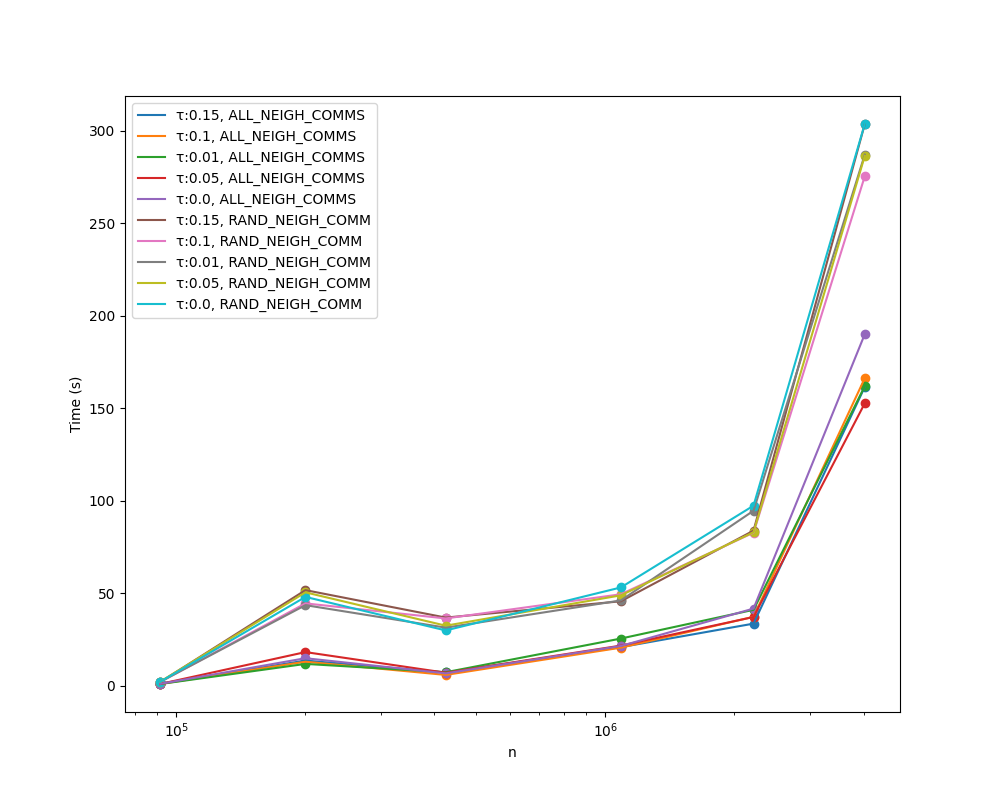 τ:0.15, ALL_NEIGH_COMMS
τ:0.1, ALL_NEIGH_COMMS
τ:0.01, ALL_NEIGH_COMMS
τ:0.05, ALL_NEIGH_COMMS
τ:0.0, ALL_NEIGH_COMMS
τ:0.15, RAND_NEIGH_COMM
τ:0.1, RAND_NEIGH_COMM
τ:0.01, RAND_NEIGH_COMM
τ:0.05, RAND_NEIGH_COMM
τ:0.0, RAND_NEIGH_COMM
300
250
200
150
100
50
0
Time (s)
10⁵ 10⁶
n